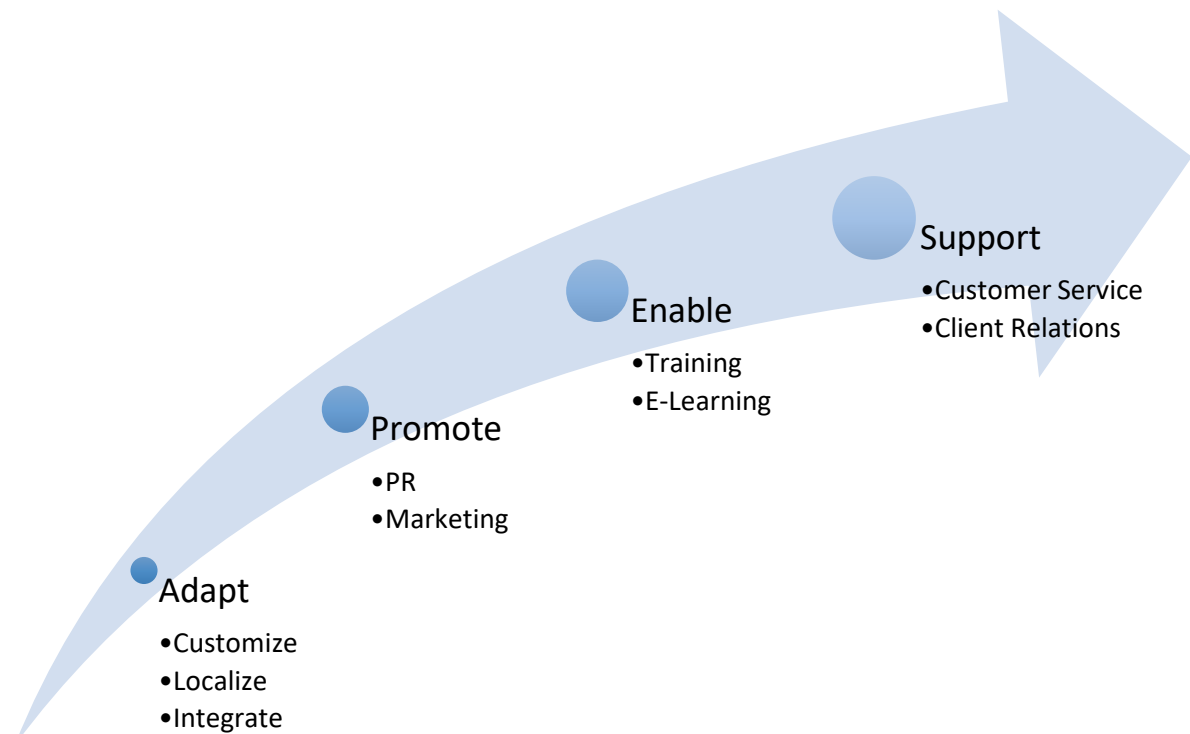 Adapt
•Customize
•Localize
•Integrate
Promote
•PR
•Marketing
Enable
•Training
•E-Learning
Support
•Customer Service
•Client Relations